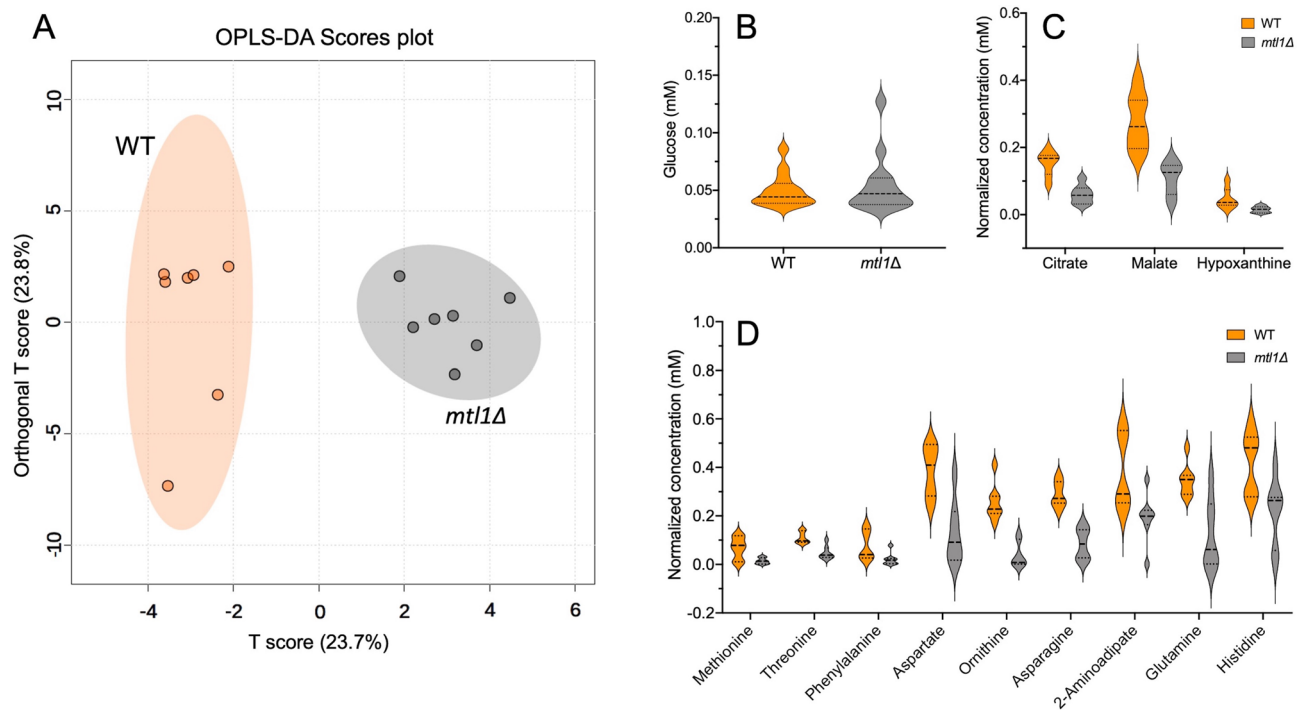 A
OPLS-DA Scores plot
WT
mtl1Δ
10
5
0
-5
-10
Orthogonal T score (23.8%)
-4
-2
0
2
4
6
T score (23.7%)
B
0.20
0.15
0.10
0.05
0.00
Glucose (mM)
WT
mtl1Δ
C
WT
mtl1Δ
0.6
0.4
0.2
0.0
Normalized concentration (mM)
Citrate
Malate
Hypoxanthine
D
WT
mtl1Δ
1.0
0.8
0.6
0.4
0.2
0.0
-0.2
Normalized concentration (mM)
Methionine
Threonine
Phenylalanine
Aspartate
Ornithine
Asparagine
2-Aminoadipate
Glutamine
Histidine